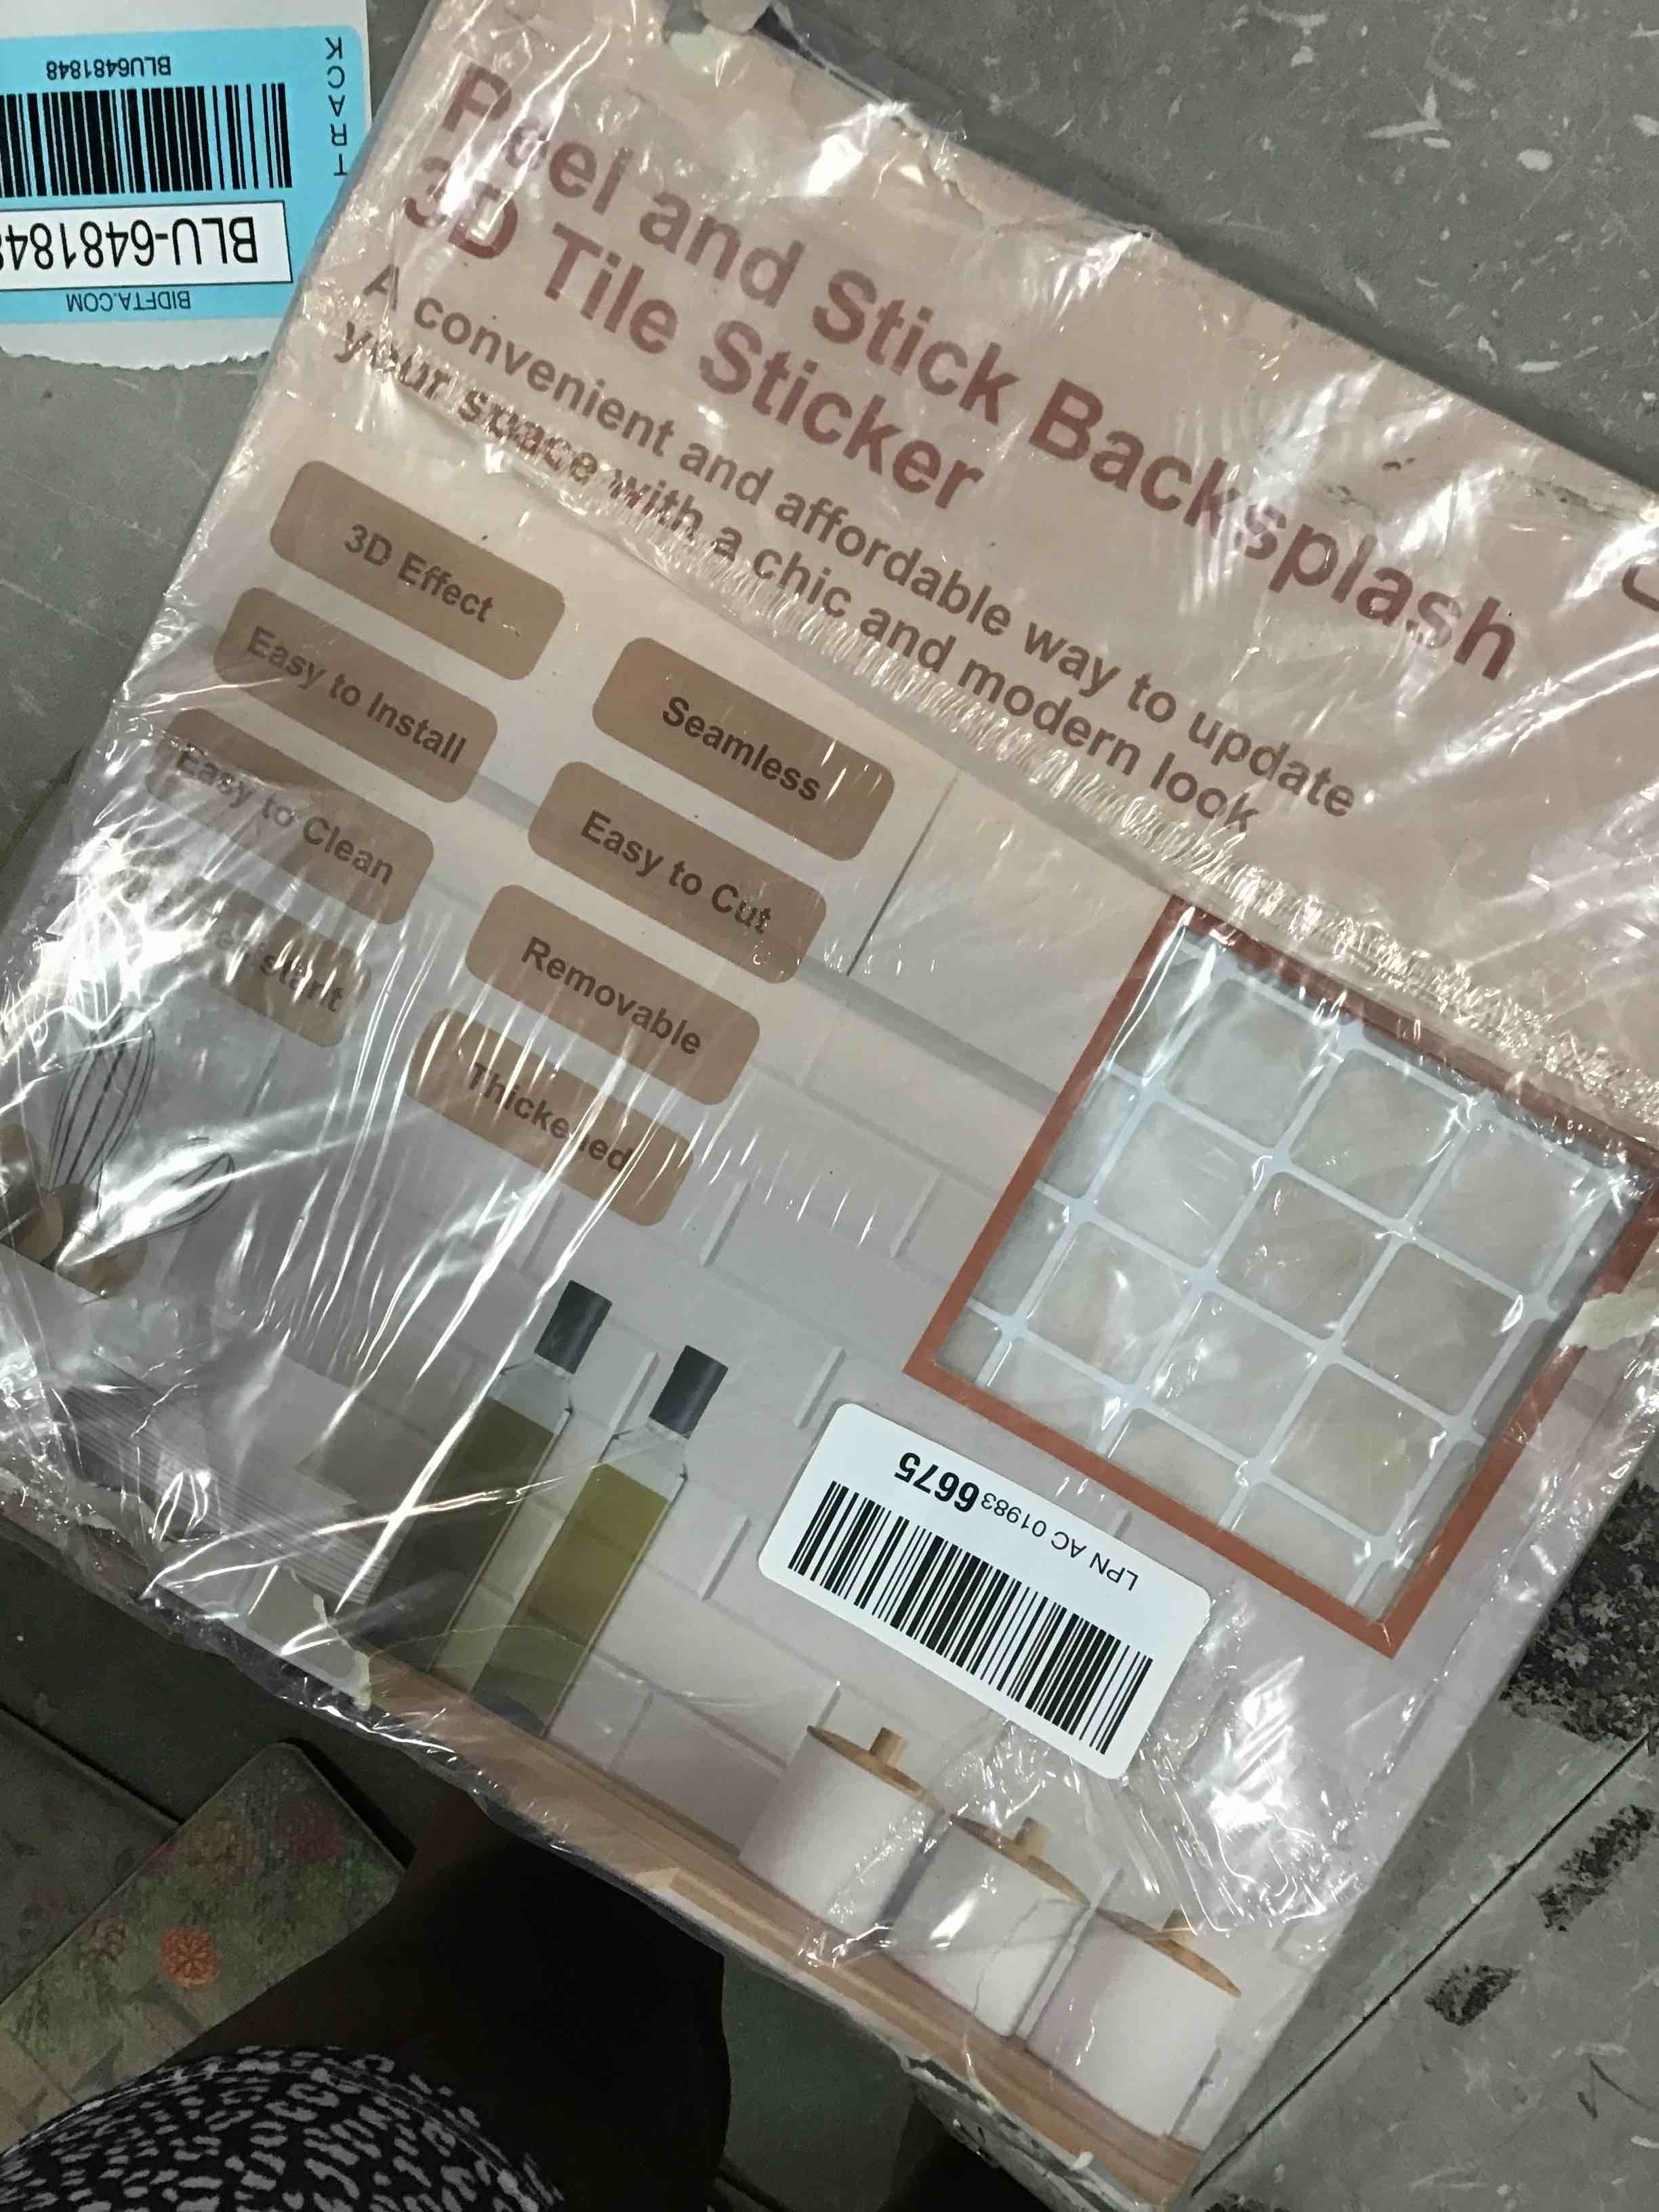 Peel and Stick Backsplash
3D Tile Sticker
A convenient and affordable way to update
your space with a chic and modern look
3D Effect
Seamless
Easy to Install
Easy to Cut
Easy to Clean
Removable
Thickened
LPN AC 01983 6675
BIDFTA.COM
BLU-648184
BLU6481848
TRACK